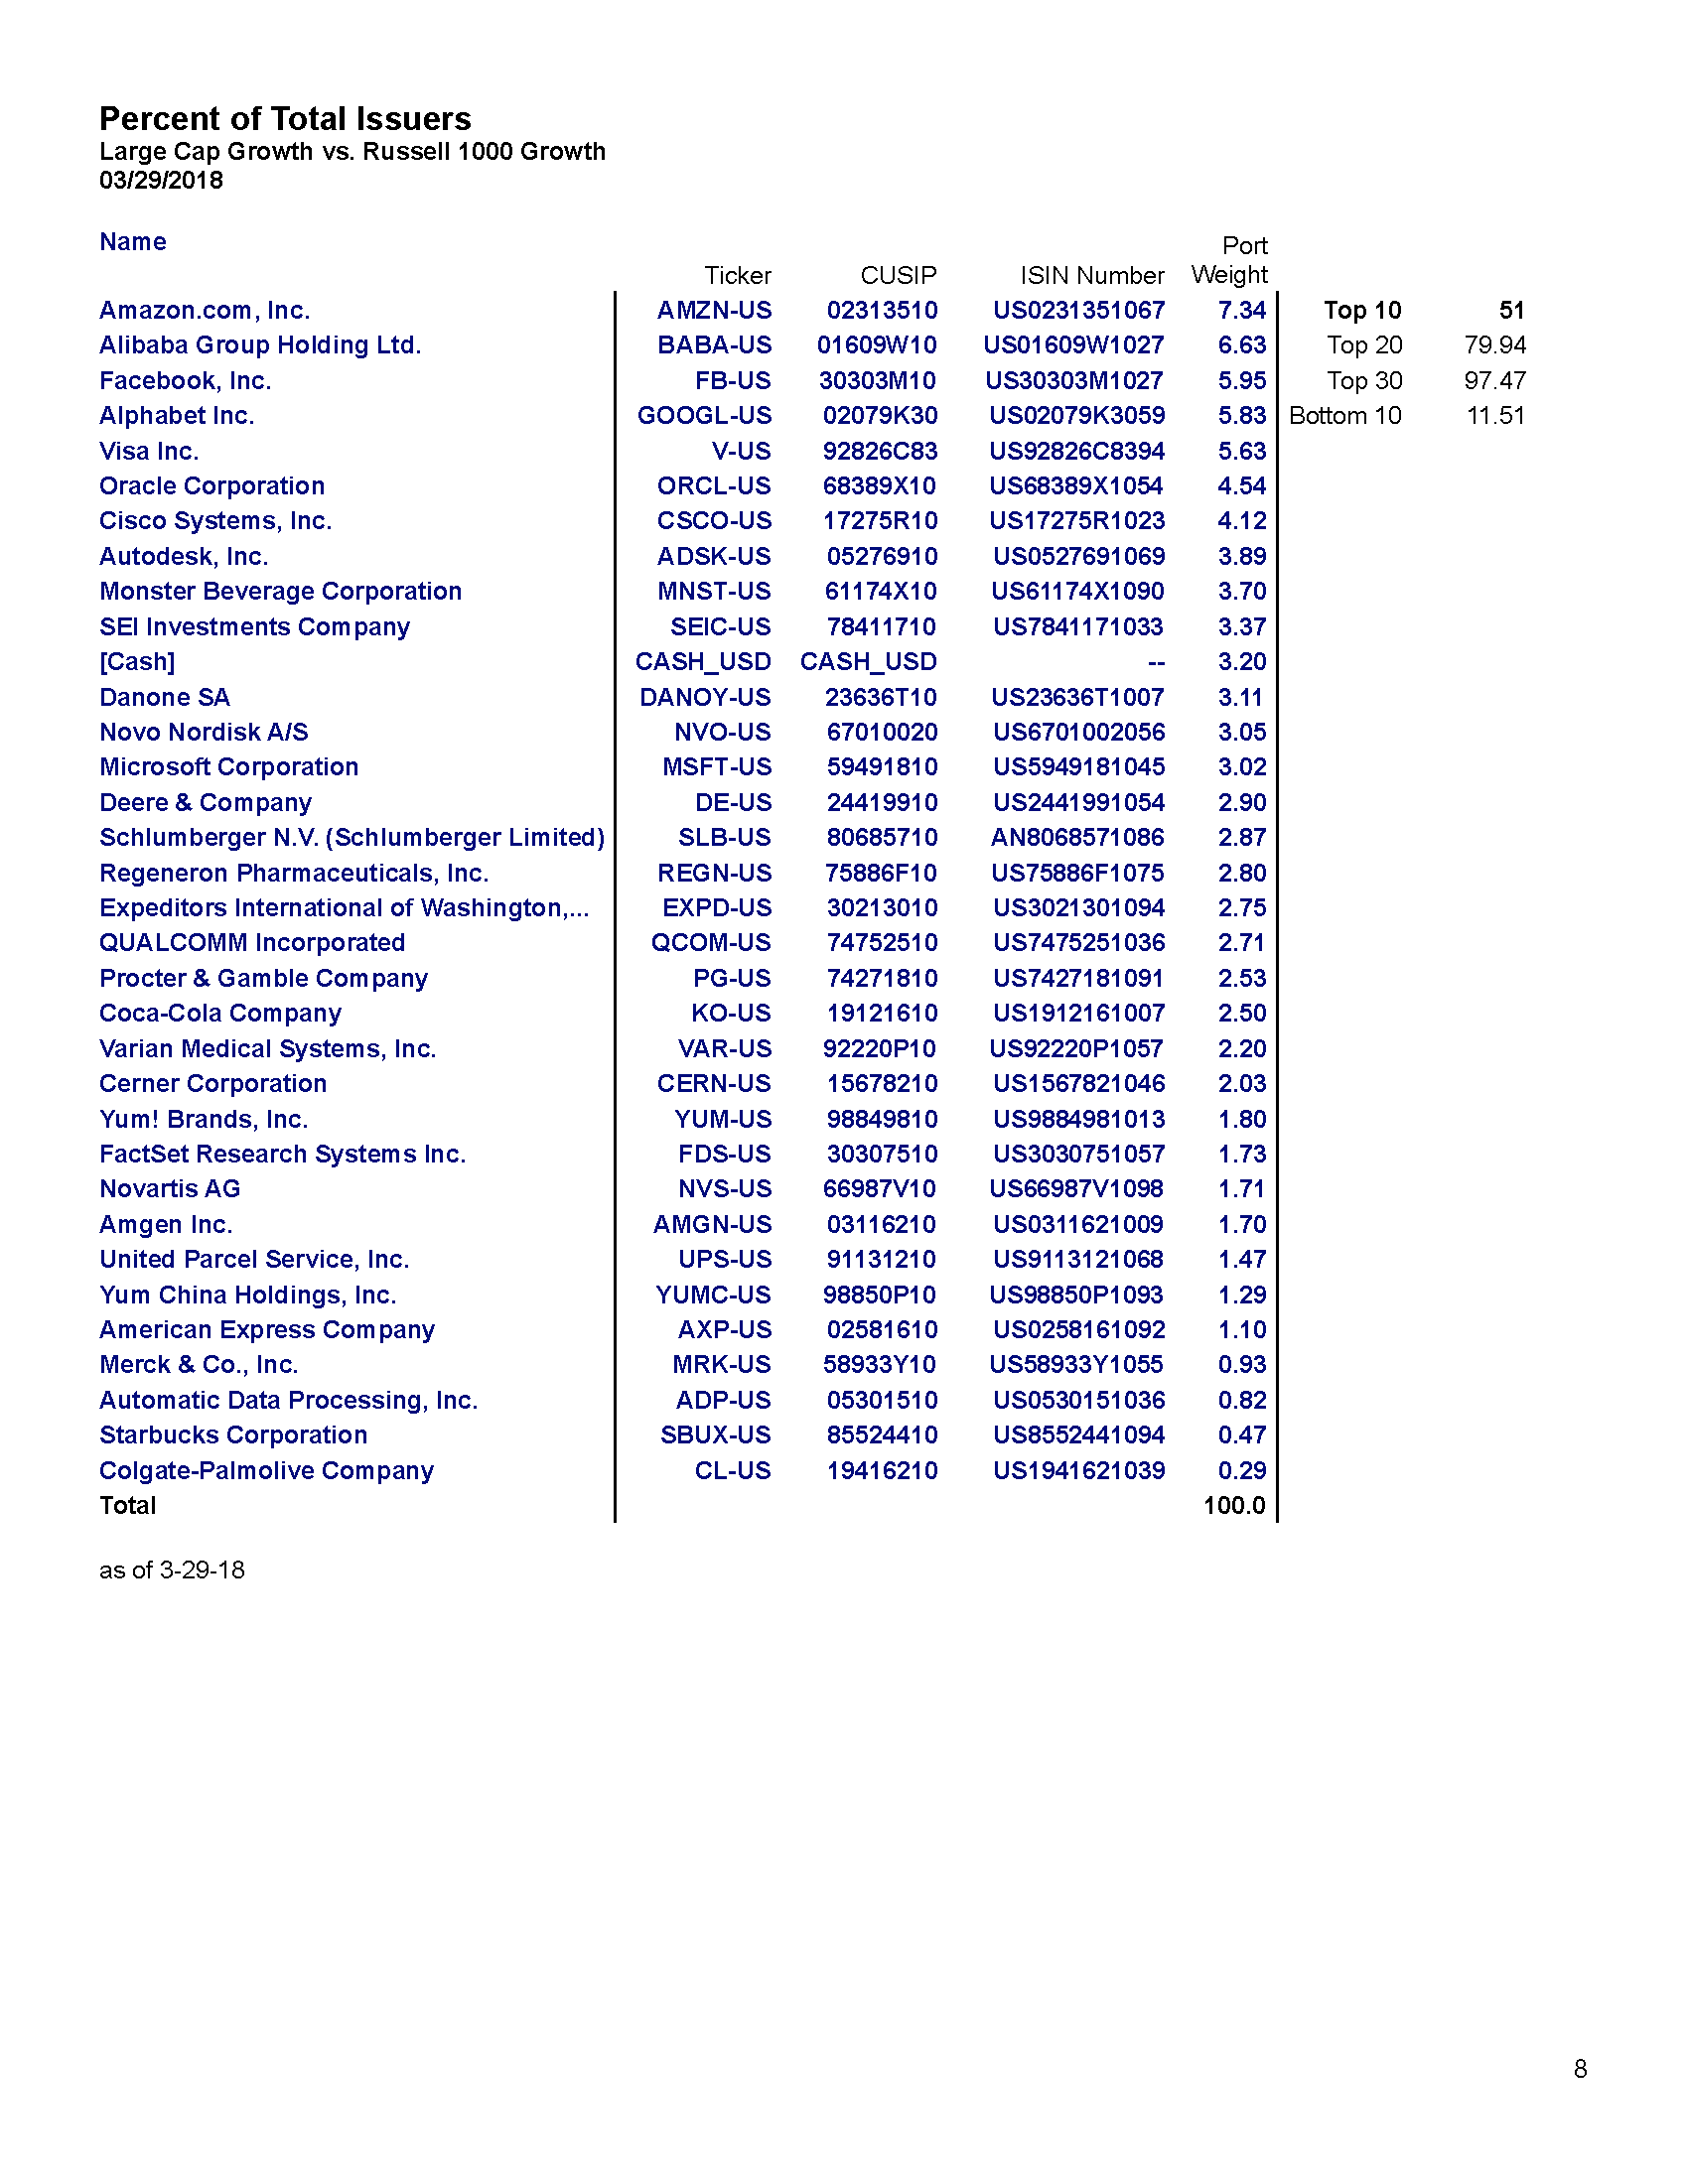 Percent of Total Issuers
Large Cap Growth vs. Russell 1000 Growth
03/29/2018
Name Ticker CUSIP ISIN Number Port Weight
Amazon.com, Inc. AMZN-US 02313510 US0231351067 7.34 Top 10 51
Alibaba Group Holding Ltd. BABA-US 01609W10 US01609W1027 6.63 Top 20 79.94
Facebook, Inc. FB-US 30303M10 US30303M1027 5.95 Top 30 97.47
Alphabet Inc. GOOGL-US 02079K30 US02079K3059 5.83 Bottom 10 11.51
Visa Inc. V-US 92826C83 US92826C8394 5.63
Oracle Corporation ORCL-US 68389X10 US68389X1054 4.54
Cisco Systems, Inc. CSCO-US 17275R10 US17275R1023 4.12
Autodesk, Inc. ADSK-US 05276910 US0527691069 3.89
Monster Beverage Corporation MNST-US 61174X10 US61174X1090 3.70
SEI Investments Company SEIC-US 78411710 US7841171033 3.37
[Cash] CASH_USD CASH_USD -- 3.20
Danone SA DANOY-US 23636T10 US23636T1007 3.11
Novo Nordisk A/S NVO-US 67010020 US6701002056 3.05
Microsoft Corporation MSFT-US 59491810 US5949181045 3.02
Deere & Company DE-US 24419910 US2441991054 2.90
Schlumberger N.V. (Schlumberger Limited) SLB-US 80685710 AN8068571086 2.87
Regeneron Pharmaceuticals, Inc. REGN-US 75886F10 US75886F1075 2.80
Expeditors International of Washington,... EXPD-US 30213010 US3021301094 2.75
QUALCOMM Incorporated QCOM-US 74752510 US7475251036 2.71
Procter & Gamble Company PG-US 74271810 US7427181091 2.53
Coca-Cola Company KO-US 19121610 US1912161007 2.50
Varian Medical Systems, Inc. VAR-US 92220P10 US92220P1057 2.20
Cerner Corporation CERN-US 15678210 US1567821046 2.03
Yum! Brands, Inc. YUM-US 98849810 US9884981013 1.80
FactSet Research Systems Inc. FDS-US 30307510 US3030751057 1.73
Novartis AG NVS-US 66987V10 US66987V1098 1.71
Amgen Inc. AMGN-US 03116210 US0311621009 1.70
United Parcel Service, Inc. UPS-US 91131210 US9113121068 1.47
Yum China Holdings, Inc. YUMC-US 98850P10 US98850P1093 1.29
American Express Company AXP-US 02581610 US0258161092 1.10
Merck & Co., Inc. MRK-US 58933Y10 US58933Y1055 0.93
Automatic Data Processing, Inc. ADP-US 05301510 US0530151036 0.82
Starbucks Corporation SBUX-US 85524410 US8552441094 0.47
Colgate-Palmolive Company CL-US 19416210 US1941621039 0.29
Total 100.0
as of 3-29-18
8